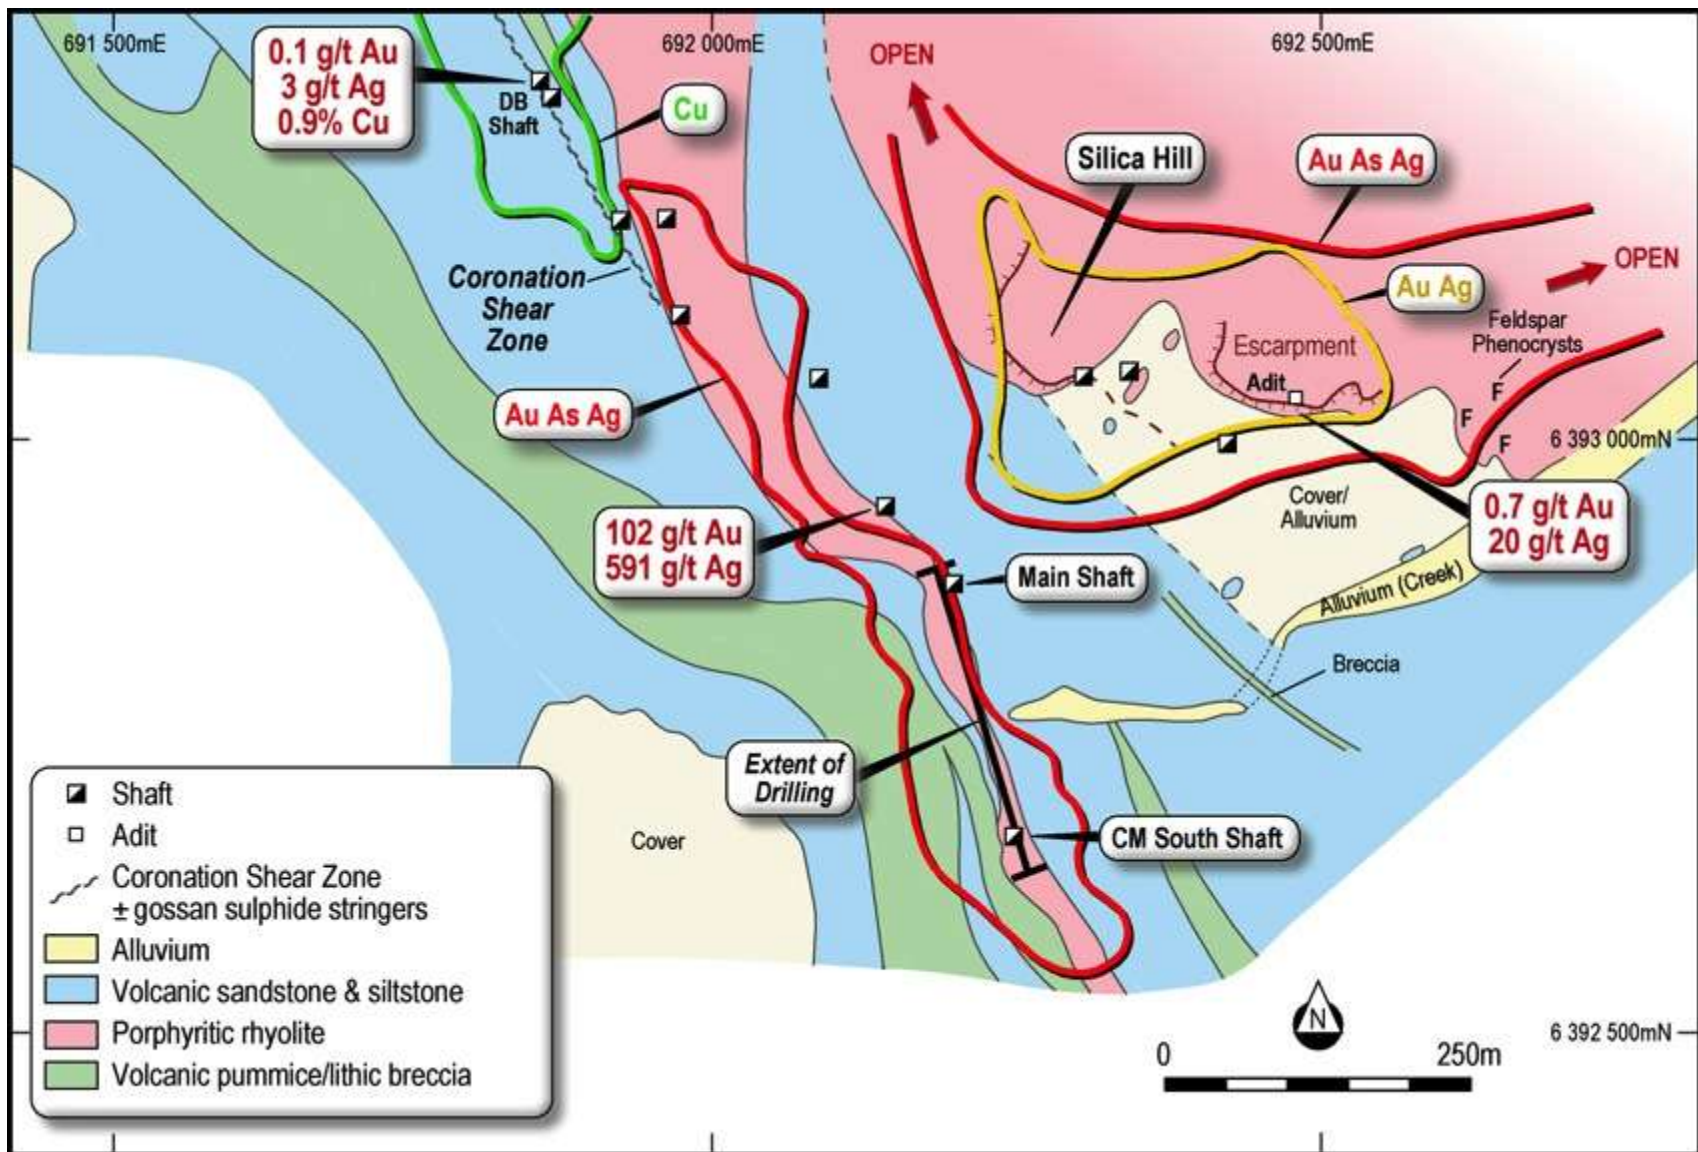 691 500mE
692 000mE
692 500mE
0.1 g/t Au
3 g/t Ag
0.9% Cu
DB
Shaft
Cu
OPEN
Silica Hill
Au As Ag
OPEN
Au Ag
Feldspar
Phenocrysts
F
F
F
Coronation
Shear
Zone
Escarpment
Adit
Au As Ag
6 393 000mN
Cover/
Alluvium
0.7 g/t Au
20 g/t Ag
102 g/t Au
591 g/t Ag
Main Shaft
Alluvium (Creek)
Breccia
Extent of
Drilling
CM South Shaft
Cover
Shaft
Adit
Coronation Shear Zone
± gossan sulphide stringers
Alluvium
Volcanic sandstone & siltstone
Porphyritic rhyolite
Volcanic pummice/lithic breccia
N
6 392 500mN
0
250m